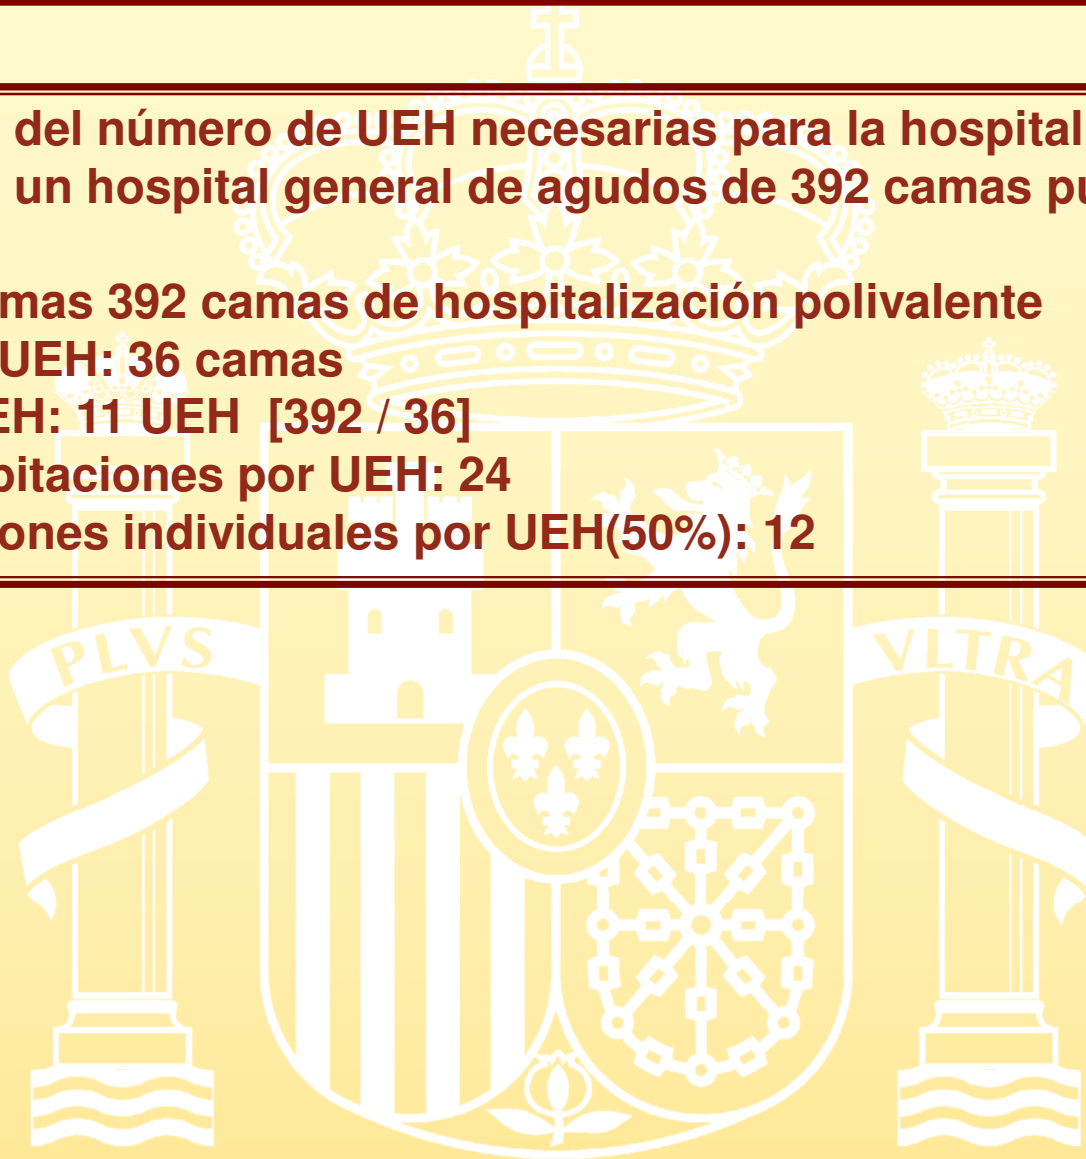 del número de UEH necesarias para la hospital
un hospital general de agudos de 392 camas pu
mas 392 camas de hospitalización polivalente
UEH: 36 camas
EH: 11 UEH [392 / 36]
pitaciones por UEH: 24
ones individuales por UEH(50%): 12
PLVS
VLTRA